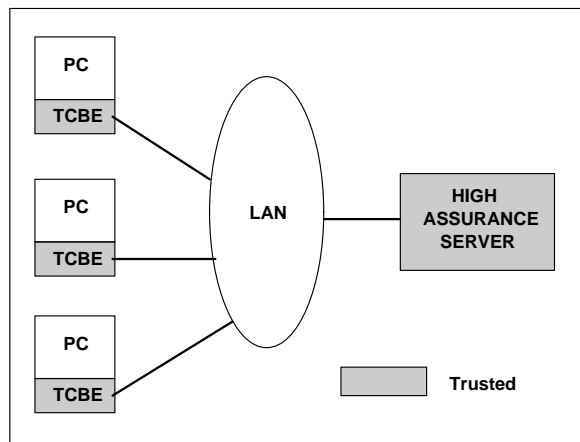 PC
TCBE
PC
TCBE
PC
TCBE
LAN
HIGH
ASSURANCE
SERVER
Trusted